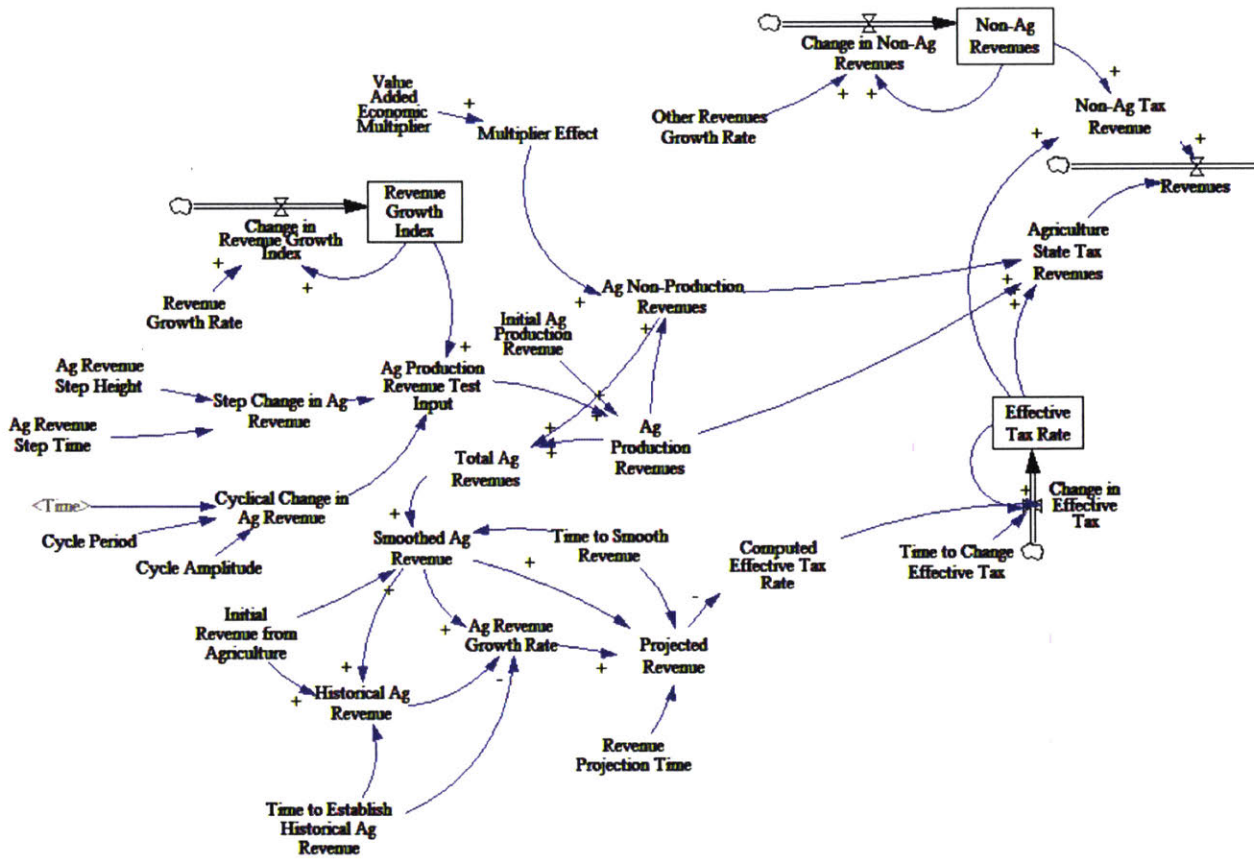 Change in Non-Ag
Revenues
Non-Ag
Revenues
+
+
+
Other Revenues
Growth Rate
Non-Ag Tax
Revenue
+
+
+
Revenues
Value
Added
Economic
Multiplier
+
Multiplier Effect
Revenue
Growth
Index
Change in
Revenue Growth
Index
+
+
Revenue
Growth Rate
Agriculture
State Tax
Revenues
+
+
Ag Non-Production
Revenues
+
+
Initial Ag
Production
Revenue
+
Ag Production
Revenue Test
Input
Ag Revenue
Step Height
Step Change in Ag
Revenue
Ag Revenue
Step Time
+
+
Ag
Production
Revenues
+
+
Total Ag
Revenues
Effective
Tax Rate
<Time>
Cyclical Change in
Ag Revenue
Cycle Period
Cycle Amplitude
+
Smoothed Ag
Revenue
Time to Smooth
Revenue
+
+
Computed
Effective Tax
Rate
-
Time to Change
Effective Tax
+
Change in
Effective
Tax
Initial
Revenue from
Agriculture
+
Ag Revenue
Growth Rate
+
-
Projected
Revenue
+
+
Historical Ag
Revenue
Revenue
Projection Time
Time to Establish
Historical Ag
Revenue